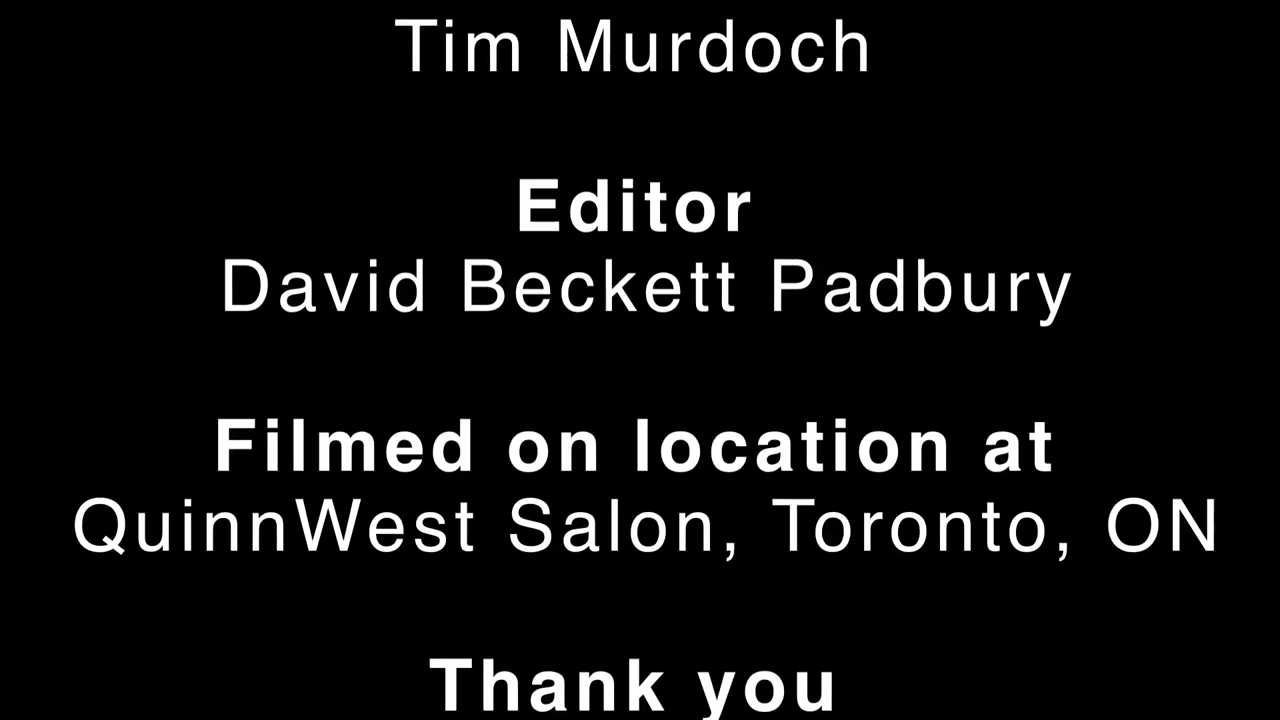 Tim Murdoch
Editor
David Beckett Padbury
Filmed on location at
QuinnWest Salon, Toronto, ON
Thank you